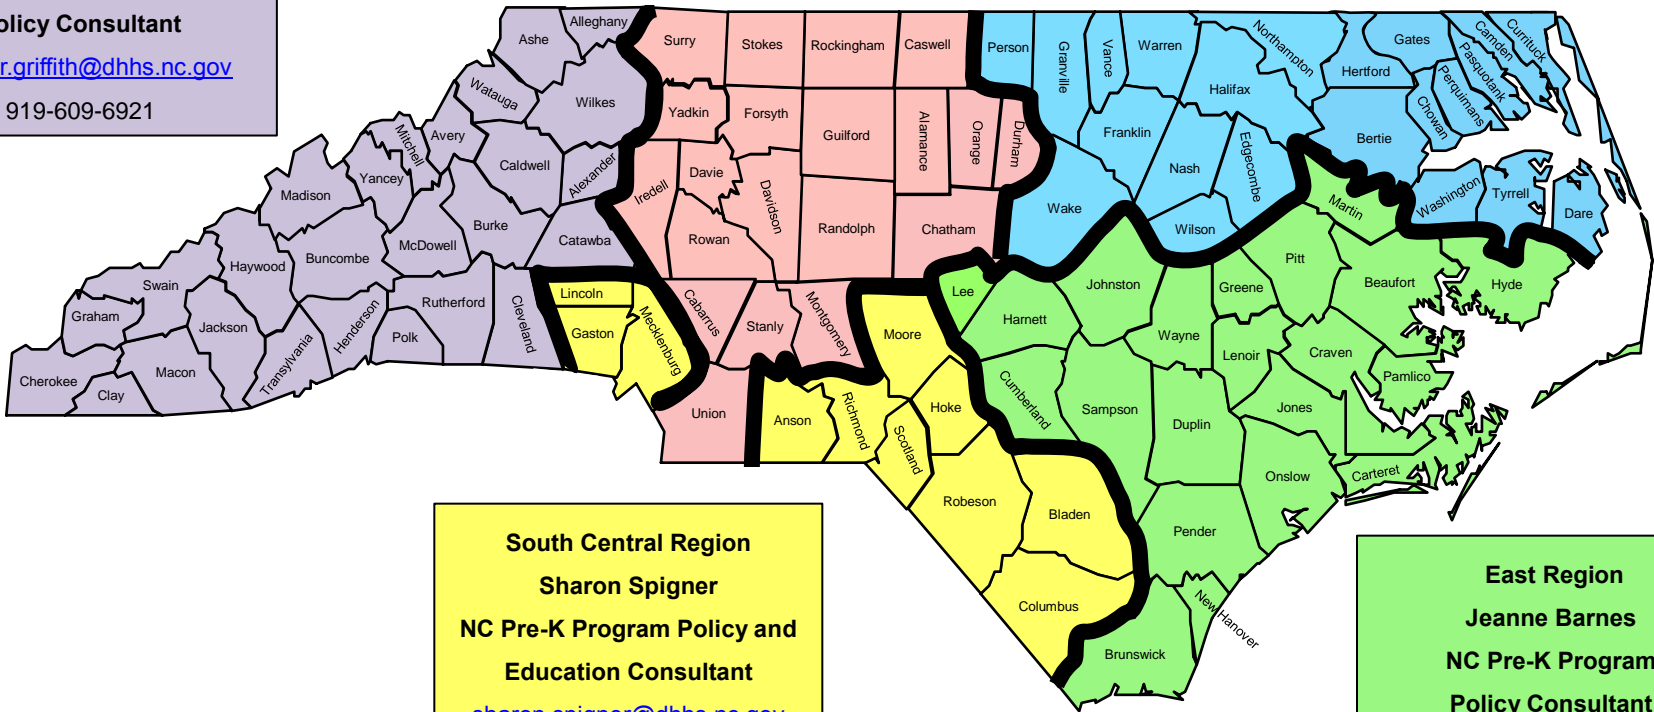 olicy Consultant
r.griffith@dhhs.nc.gov
919-609-6921
Ashe
Alleghany
Watauga
Wilkes
Mitchell
Avery
Caldwell
Alexander
Yancey
Madison
Burke
McDowell
Catawba
Buncombe
Haywood
Swain
Graham
Jackson
Rutherford
Cleveland
Henderson
Polk
Transylvania
Macon
Cherokee
Clay
Surry
Stokes
Rockingham
Caswell
Yadkin
Forsyth
Guilford
Alamance
Orange
Durham
Iredell
Davie
Davidson
Rowan
Randolph
Chatham
Cabarrus
Stanly
Montgomery
Union
Person
Granville
Vance
Warren
Northampton
Gates
Camden
Currituck
Pasquotank
Perquimans
Chowan
Hertford
Halifax
Bertie
Franklin
Nash
Edgecombe
Wake
Wilson
Washington
Tyrrell
Dare
Lincoln
Gaston
Mecklenburg
Anson
Richmond
Moore
Hoke
Scotland
Robeson
Bladen
Columbus
Lee
Harnett
Johnston
Martin
Pitt
Greene
Beaufort
Hyde
Wayne
Lenoir
Craven
Pamlico
Cumberland
Sampson
Duplin
Jones
Onslow
Carteret
Pender
New Hanover
Brunswick
South Central Region
Sharon Spigner
NC Pre-K Program Policy and
Education Consultant
sharon.spigner@dhhs.nc.gov
East Region
Jeanne Barnes
NC Pre-K Program
Policy Consultant